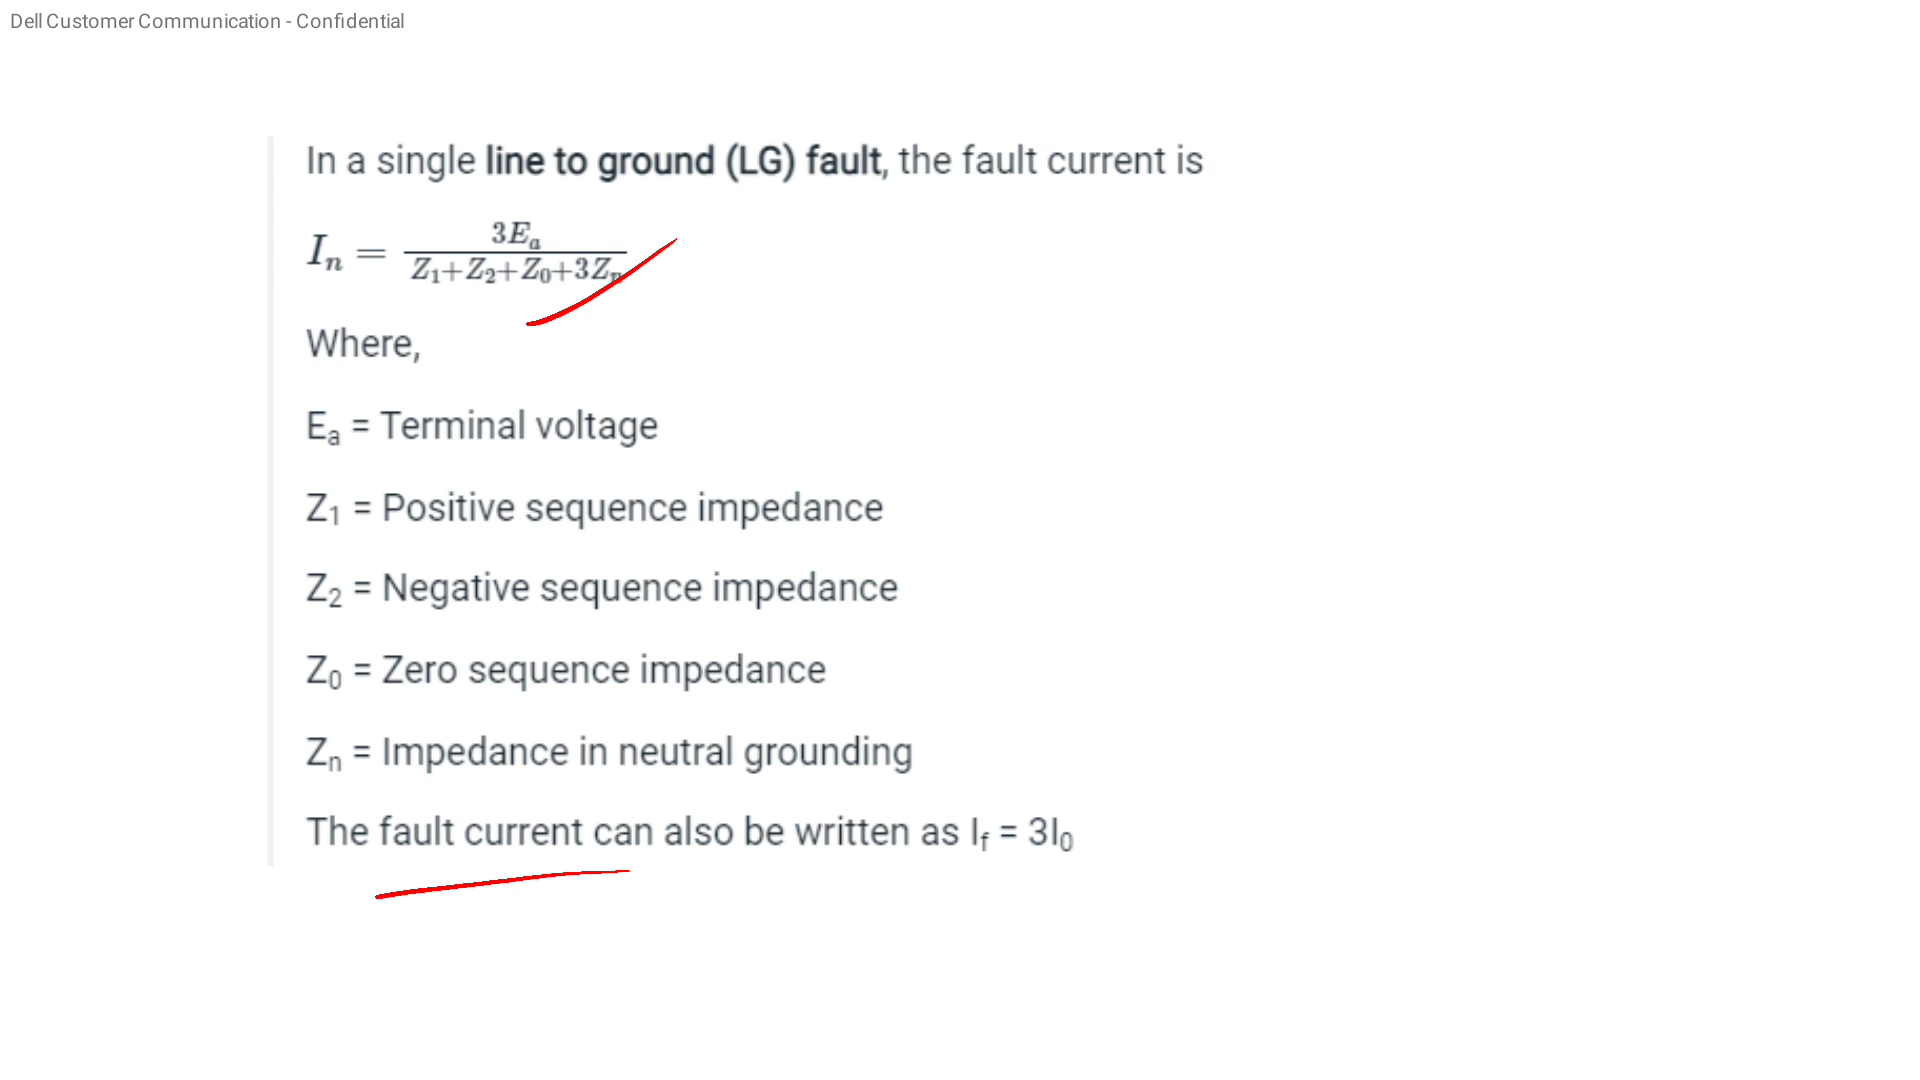 Dell Customer Communication - Confidential
In a single line to ground (LG) fault, the fault current is
Iₙ = 3Eₐ / (Z₁+Z₂+Z₀+3Zₙ)
Where,
Eₐ = Terminal voltage
Z₁ = Positive sequence impedance
Z₂ = Negative sequence impedance
Z₀ = Zero sequence impedance
Zₙ = Impedance in neutral grounding
The fault current can also be written as I_f = 3I₀